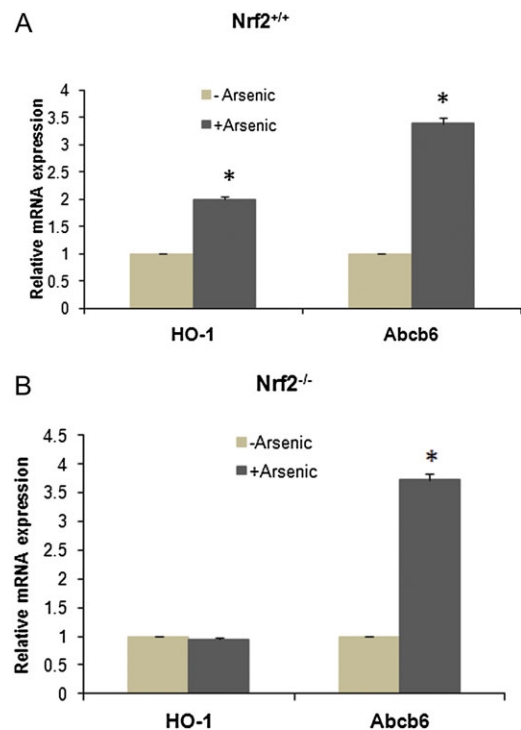 A
Nrf2+/+
Relative mRNA expression
4
3.5
3
2.5
2
1.5
1
0.5
0
- Arsenic
+Arsenic
*
*
HO-1
Abcb6
B
Nrf2-/-
Relative mRNA expression
4.5
4
3.5
3
2.5
2
1.5
1
0.5
0
-Arsenic
+Arsenic
*
HO-1
Abcb6